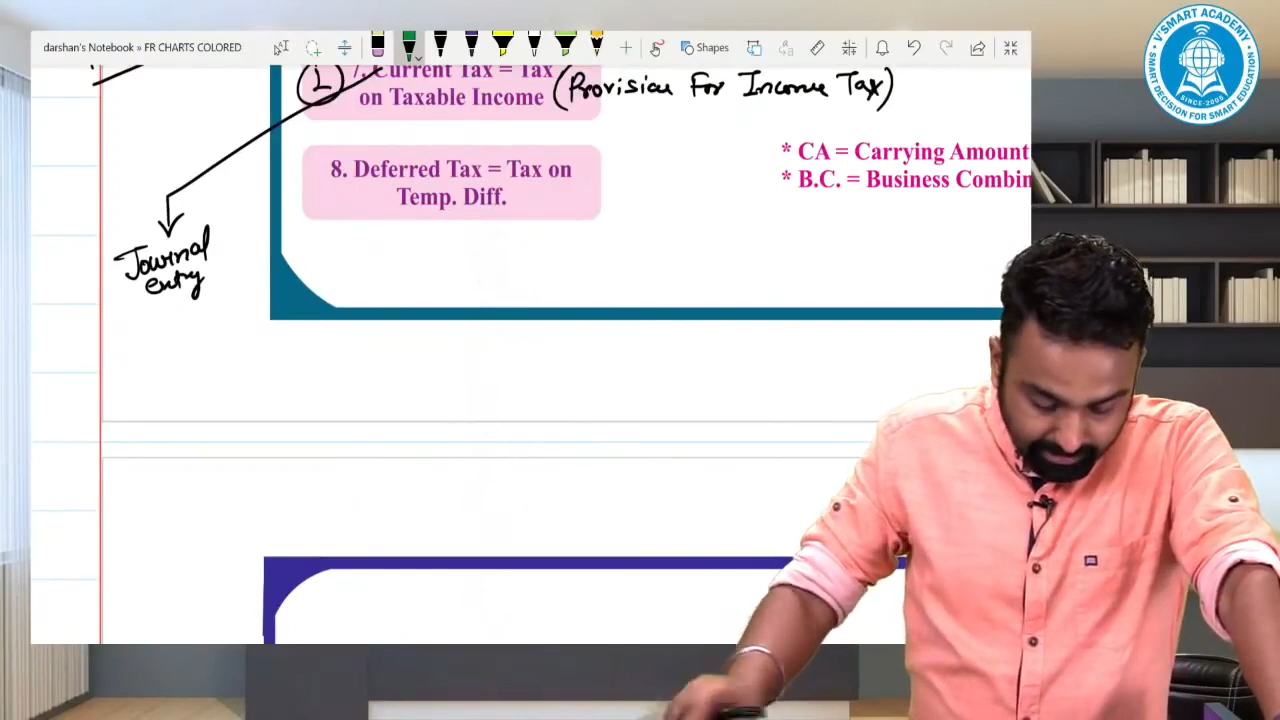 darshan's Notebook » FR CHARTS COLORED
Shapes
V'SMART ACADEMY
SINCE-2005
SMART DECISION FOR SMART EDUCATION
1
7. Current Tax = Tax
on Taxable Income
(Provision For Income Tax)
* CA = Carrying Amount
* B.C. = Business Combin
8. Deferred Tax = Tax on
Temp. Diff.
Journal
entry